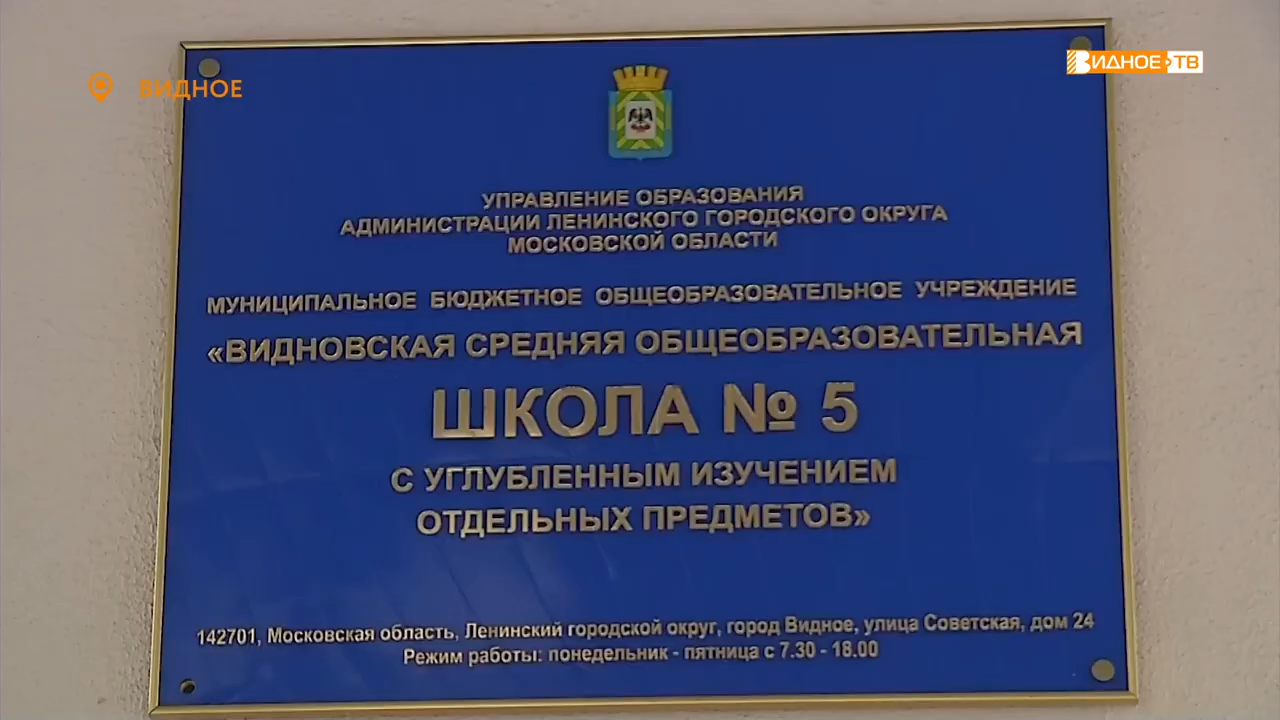 ВИДНОЕ
ВИДНОЕ ТВ
УПРАВЛЕНИЕ ОБРАЗОВАНИЯ
АДМИНИСТРАЦИИ ЛЕНИНСКОГО ГОРОДСКОГО ОКРУГА
МОСКОВСКОЙ ОБЛАСТИ
МУНИЦИПАЛЬНОЕ БЮДЖЕТНОЕ ОБЩЕОБРАЗОВАТЕЛЬНОЕ УЧРЕЖДЕНИЕ
«ВИДНОВСКАЯ СРЕДНЯЯ ОБЩЕОБРАЗОВАТЕЛЬНАЯ
ШКОЛА № 5
С УГЛУБЛЕННЫМ ИЗУЧЕНИЕМ
ОТДЕЛЬНЫХ ПРЕДМЕТОВ»
142701, Московская область, Ленинский городской округ, город Видное, улица Советская, дом 24
Режим работы: понедельник - пятница с 7.30 - 18.00